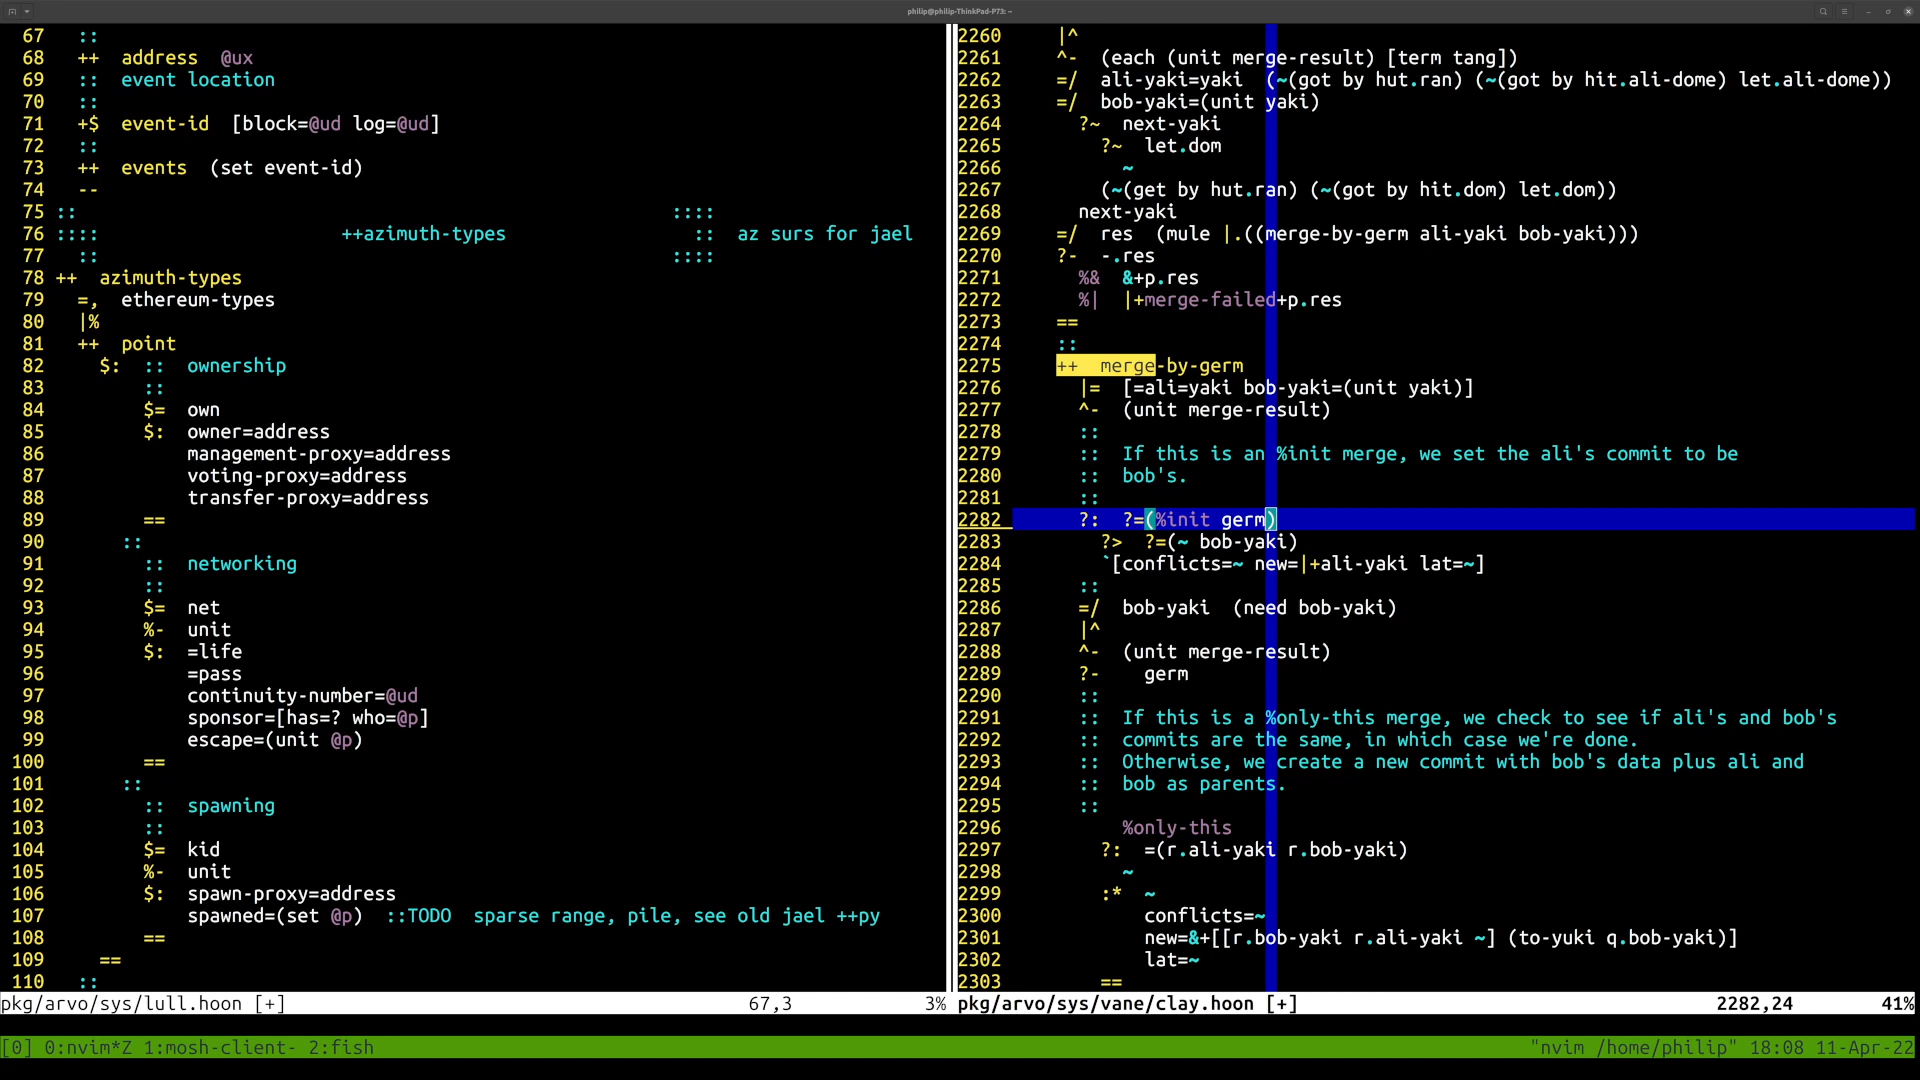 philip@philip-ThinkPad-P73: ~
67   ::
68   ++  address  @ux
69   ::  event location
70   ::
71   +$  event-id  [block=@ud log=@ud]
72   ::
73   ++  events  (set event-id)
74   --
75 ::                                                      ::::
76 ::::                      ++azimuth-types                 ::  az surs for jael
77   ::                                                    ::::
78 ++  azimuth-types
79   =,  ethereum-types
80   |%
81   ++  point
82     $:  ::  ownership
83         ::
84         $=  own
85         $:  owner=address
86             management-proxy=address
87             voting-proxy=address
88             transfer-proxy=address
89         ==
90       ::
91         ::  networking
92         ::
93         $=  net
94         %-  unit
95         $:  =life
96             =pass
97             continuity-number=@ud
98             sponsor=[has=? who=@p]
99             escape=(unit @p)
100         ==
101       ::
102         ::  spawning
103         ::
104         $=  kid
105         %-  unit
106         $:  spawn-proxy=address
107             spawned=(set @p)  ::TODO  sparse range, pile, see old jael ++py
108         ==
109     ==
110   ::
pkg/arvo/sys/lull.hoon [+]                                          67,3            3%
2260     |^
2261     ^-  (each (unit merge-result) [term tang])
2262     =/  ali-yaki=yaki  (~(got by hut.ran) (~(got by hit.ali-dome) let.ali-dome))
2263     =/  bob-yaki=(unit yaki)
2264       ?~  next-yaki
2265         ?~  let.dom
2266           ~
2267         (~(get by hut.ran) (~(got by hit.dom) let.dom))
2268       next-yaki
2269     =/  res  (mule |.((merge-by-germ ali-yaki bob-yaki)))
2270     ?-  -.res
2271       %&  &+p.res
2272       %|  |+merge-failed+p.res
2273     ==
2274     ::
2275     ++  merge-by-germ
2276       |=  [=ali=yaki bob-yaki=(unit yaki)]
2277       ^-  (unit merge-result)
2278       ::
2279       ::  If this is an %init merge, we set the ali's commit to be
2280       ::  bob's.
2281       ::
2282       ?:  ?=(%init germ)
2283         ?>  ?=(~ bob-yaki)
2284         `[conflicts=~ new=|+ali-yaki lat=~]
2285       ::
2286       =/  bob-yaki  (need bob-yaki)
2287       |^
2288       ^-  (unit merge-result)
2289       ?-    germ
2290       ::
2291       ::  If this is a %only-this merge, we check to see if ali's and bob's
2292       ::  commits are the same, in which case we're done.
2293       ::  Otherwise, we create a new commit with bob's data plus ali and
2294       ::  bob as parents.
2295       ::
2296           %only-this
2297         ?:  =(r.ali-yaki r.bob-yaki)
2298           ~
2299         :*  ~
2300             conflicts=~
2301             new=&+[[r.bob-yaki r.ali-yaki ~] (to-yuki q.bob-yaki)]
2302             lat=~
2303         ==
pkg/arvo/sys/vane/clay.hoon [+]                                      2282,24        41%
[0] 0:nvim*Z 1:mosh-client- 2:fish
"nvim /home/philip" 18:08 11-Apr-22